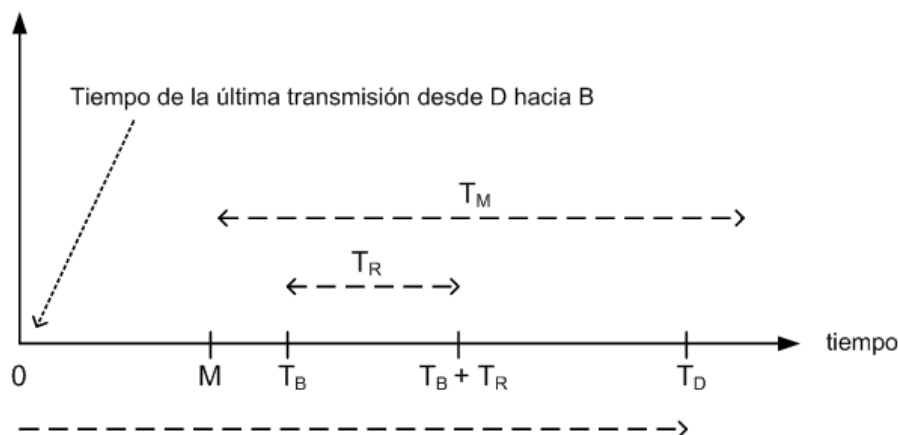 Tiempo de la última transmisión desde D hacia B
T_M
T_R
tiempo
0 M T_B T_B + T_R T_D